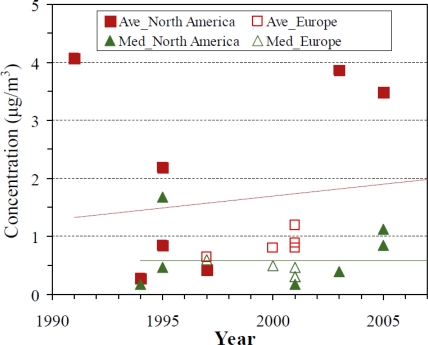 5
4
3
2
1
0
Concentration (µg/m³)
Ave_North America Ave_Europe
Med_North America Med_Europe
1990 1995 2000 2005
Year